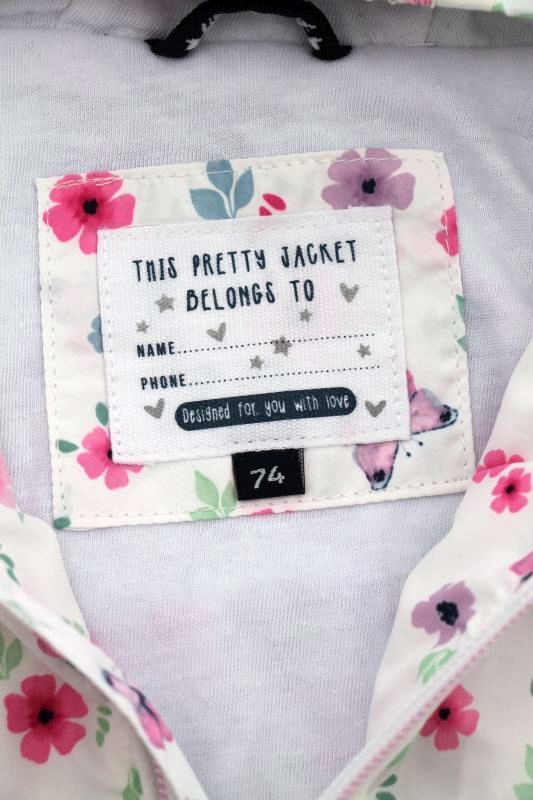 THIS PRETTY JACKET
BELONGS TO
NAME................................
PHONE................................
Designed for you with love
74